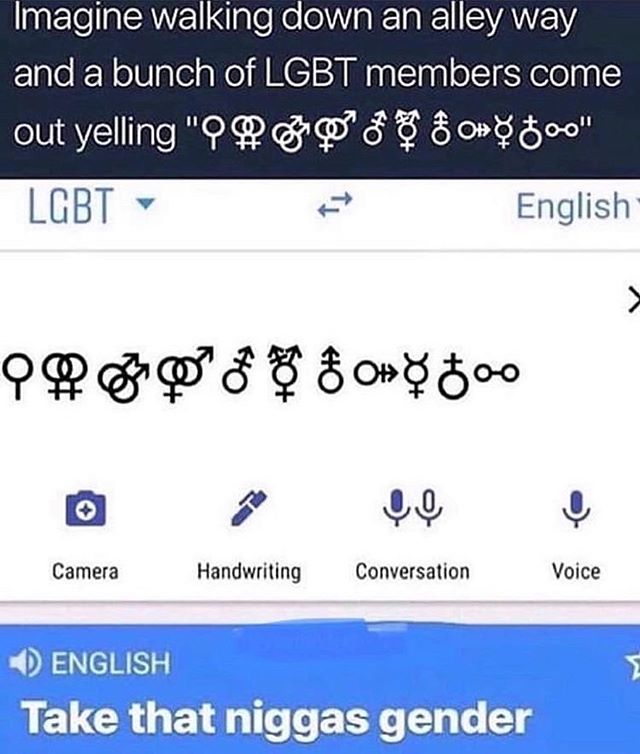 Imagine walking down an alley way
and a bunch of LGBT members come
out yelling "⚲⚢⚣⚤⚦⚧⚨⚩☿♁⚯"
LGBT English
⚲⚢⚣⚤⚦⚧⚨⚩☿♁⚯
Camera Handwriting Conversation Voice
ENGLISH
Take that niggas gender